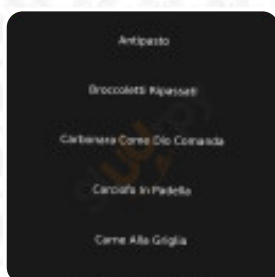 Antipasto
Broccoletti Ripassati
Carbonara Come Dio Comanda
Carciofo In Padella
Carne Alla Griglia